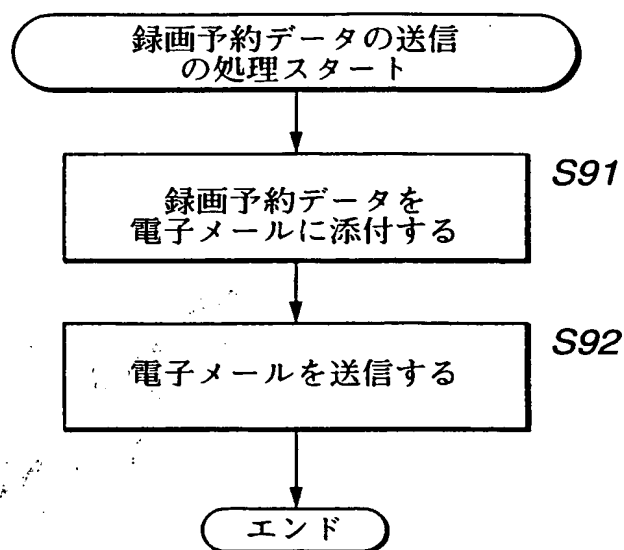 録画予約データの送信
の処理スタート
録画予約データを
電子メールに添付する
S91
電子メールを送信する
S92
エンド